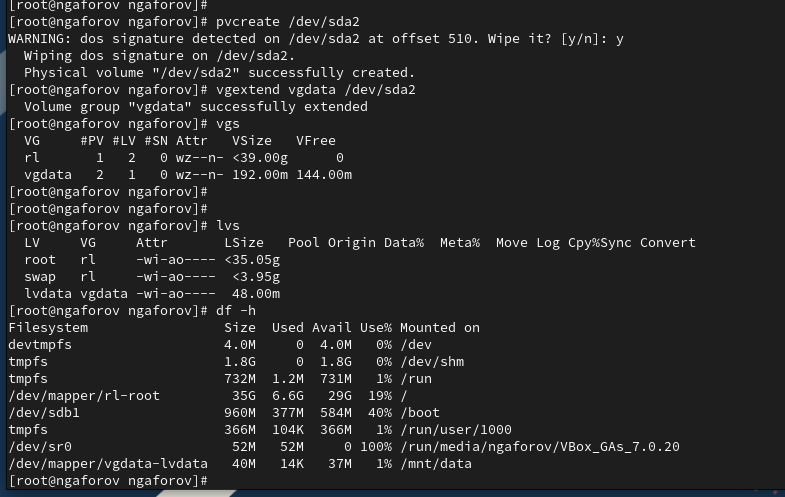 [root@ngaforov ngaforov]#
[root@ngaforov ngaforov]# pvcreate /dev/sda2
WARNING: dos signature detected on /dev/sda2 at offset 510. Wipe it? [y/n]: y
  Wiping dos signature on /dev/sda2.
  Physical volume "/dev/sda2" successfully created.
[root@ngaforov ngaforov]# vgextend vgdata /dev/sda2
  Volume group "vgdata" successfully extended
[root@ngaforov ngaforov]# vgs
  VG     #PV #LV #SN Attr   VSize   VFree
  rl       1   2   0 wz--n- <39.00g      0
  vgdata   2   1   0 wz--n- 192.00m 144.00m
[root@ngaforov ngaforov]#
[root@ngaforov ngaforov]#
[root@ngaforov ngaforov]# lvs
  LV     VG     Attr       LSize   Pool Origin Data%  Meta%  Move Log Cpy%Sync Convert
  root   rl     -wi-ao---- <35.05g
  swap   rl     -wi-ao----  <3.95g
  lvdata vgdata -wi-ao----  48.00m
[root@ngaforov ngaforov]# df -h
Filesystem                 Size  Used Avail Use% Mounted on
devtmpfs                   4.0M     0  4.0M   0% /dev
tmpfs                      1.8G     0  1.8G   0% /dev/shm
tmpfs                      732M  1.2M  731M   1% /run
/dev/mapper/rl-root         35G  6.6G   29G  19% /
/dev/sdb1                  960M  377M  584M  40% /boot
tmpfs                      366M  104K  366M   1% /run/user/1000
/dev/sr0                    52M   52M     0 100% /run/media/ngaforov/VBox_GAs_7.0.20
/dev/mapper/vgdata-lvdata   40M   14K   37M   1% /mnt/data
[root@ngaforov ngaforov]#